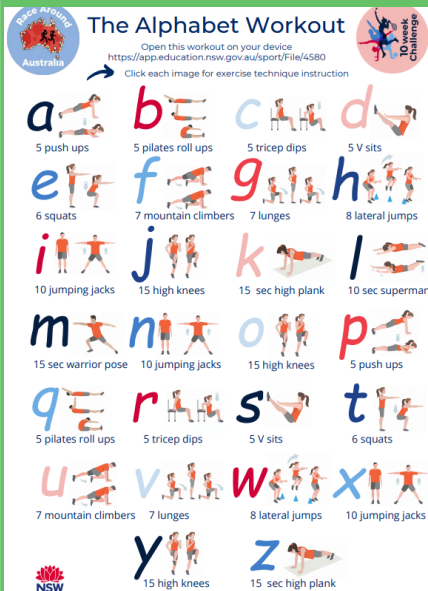 Race Around
Australia
The Alphabet Workout
Open this workout on your device
https://app.education.nsw.gov.au/sport/File/4580
Click each image for exercise technique instruction
10 week
Challenge
a b c d
5 push ups 5 pilates roll ups 5 tricep dips 5 V sits
e f g h
6 squats 7 mountain climbers 7 lunges 8 lateral jumps
i j k l
10 jumping jacks 15 high knees 15 sec high plank 10 sec superman
m n o p
15 sec warrior pose 10 jumping jacks 15 high knees 5 push ups
q r s t
5 pilates roll ups 5 tricep dips 5 V sits 6 squats
u v w x
7 mountain climbers 7 lunges 8 lateral jumps 10 jumping jacks
y z
15 high knees 15 sec high plank
NSW